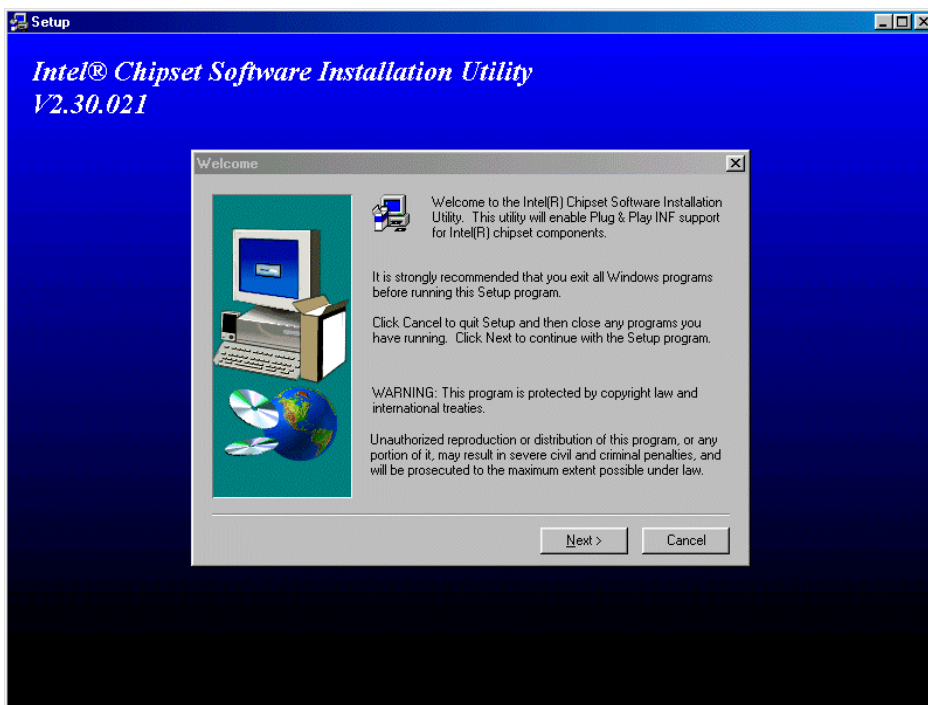 Setup
Intel® Chipset Software Installation Utility
V2.30.021
Welcome
Welcome to the Intel(R) Chipset Software Installation
Utility.  This utility will enable Plug & Play INF support
for Intel(R) chipset components.
It is strongly recommended that you exit all Windows programs
before running this Setup program.
Click Cancel to quit Setup and then close any programs you
have running.  Click Next to continue with the Setup program.
WARNING: This program is protected by copyright law and
international treaties.
Unauthorized reproduction or distribution of this program, or any
portion of it, may result in severe civil and criminal penalties, and
will be prosecuted to the maximum extent possible under law.
Next >
Cancel